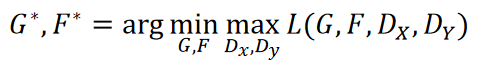 G*, F* = arg min max L(G, F, D_X, D_Y)
G,F D_x,D_y